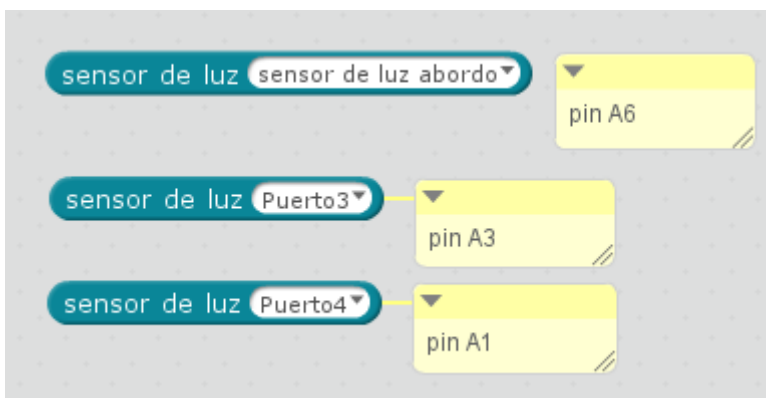 sensor de luz sensor de luz abordo
pin A6
sensor de luz Puerto3
pin A3
sensor de luz Puerto4
pin A1